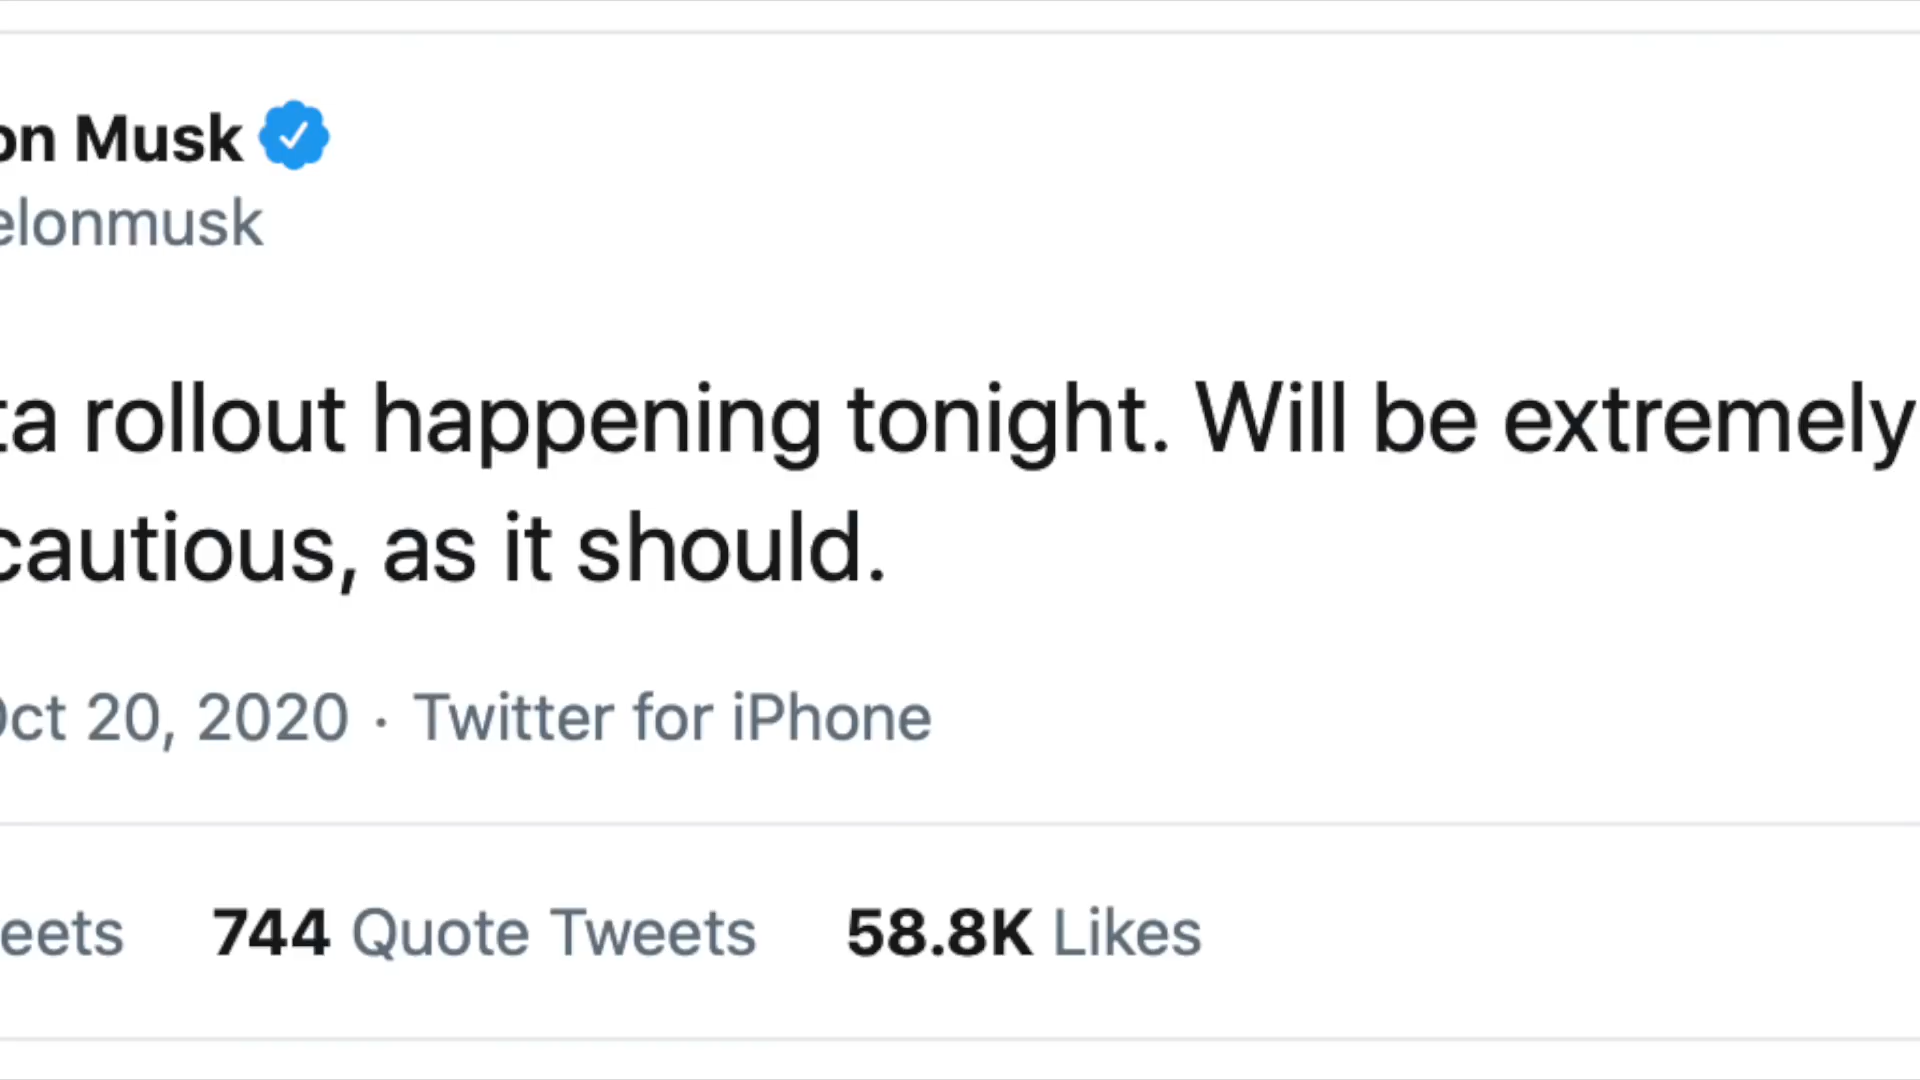 on Musk
elonmusk
ta rollout happening tonight. Will be extremely
cautious, as it should.
Oct 20, 2020 · Twitter for iPhone
eets 744 Quote Tweets 58.8K Likes